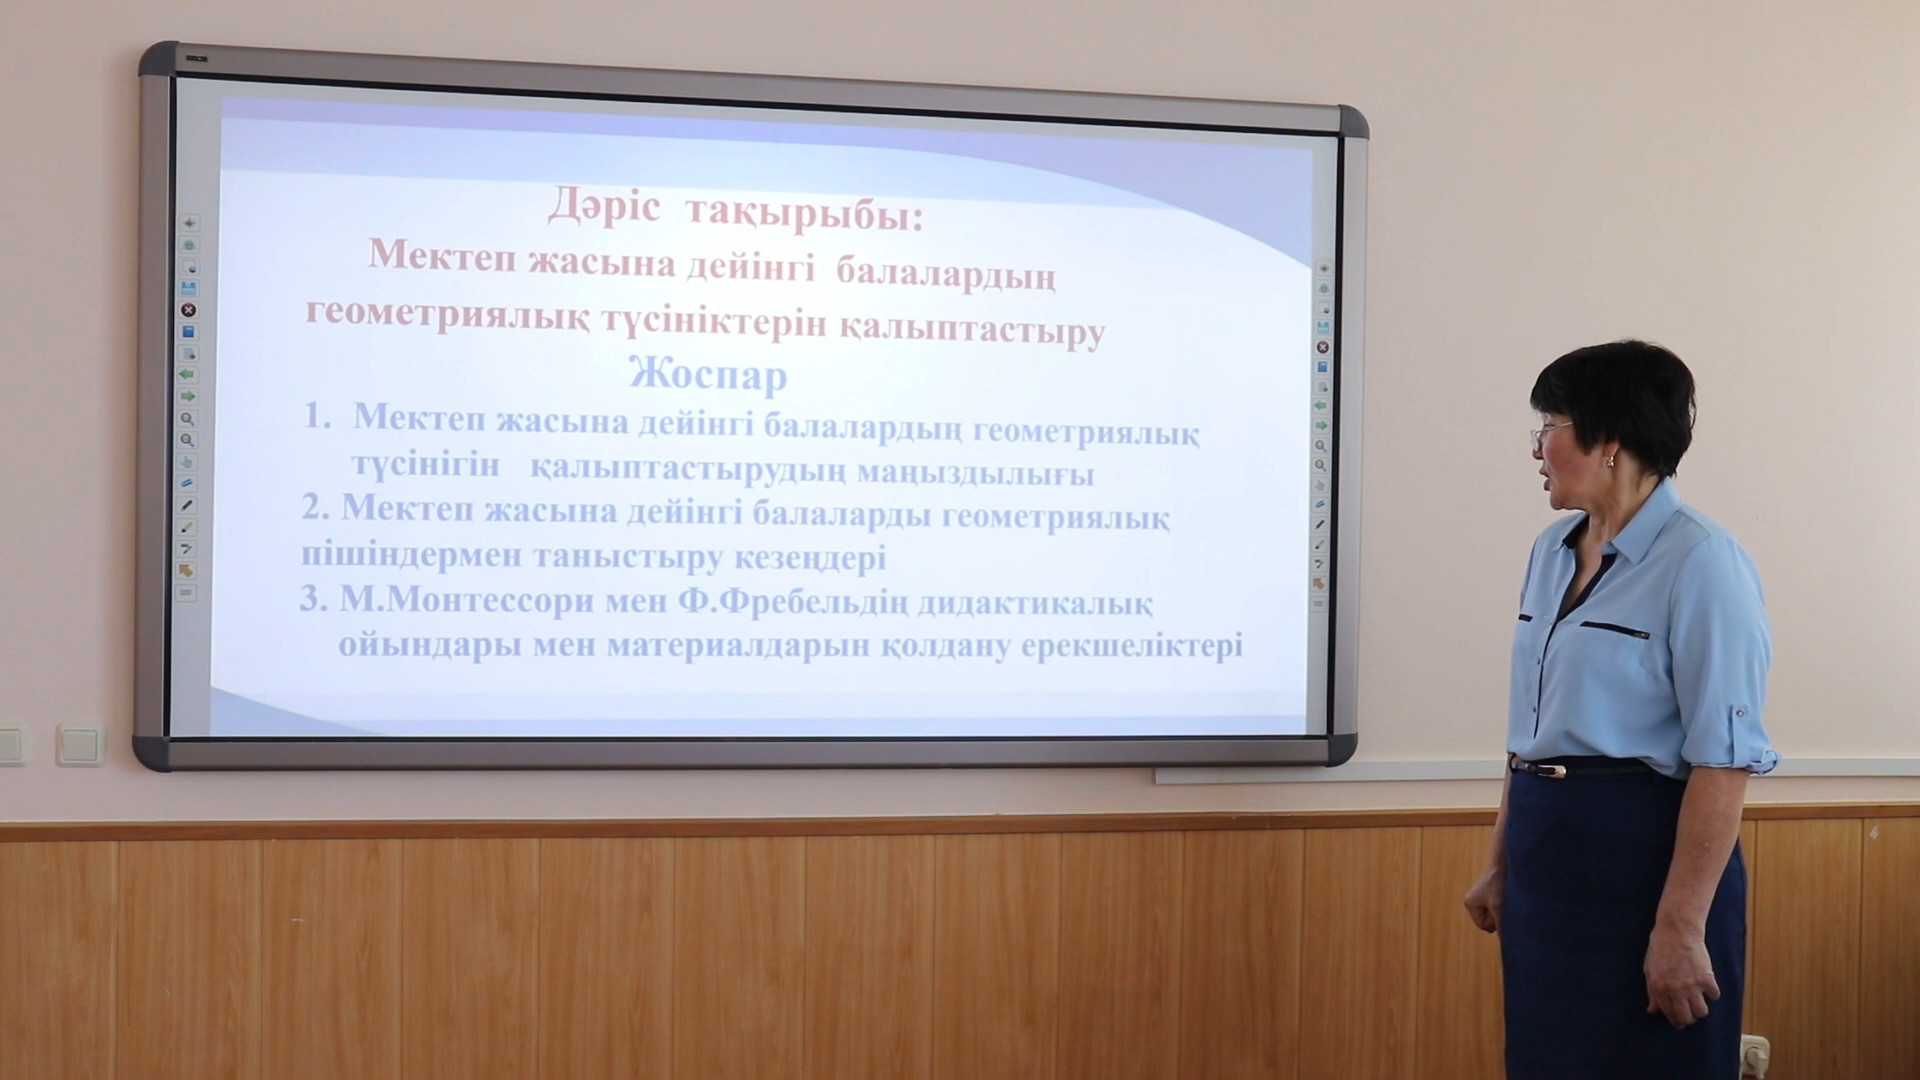 Дәріс тақырыбы:
Мектеп жасына дейінгі балалардың
геометриялық түсініктерін қалыптастыру
Жоспар
1. Мектеп жасына дейінгі балалардың геометриялық
түсінігін қалыптастырудың маңыздылығы
2. Мектеп жасына дейінгі балаларды геометриялық
пішіндермен таныстыру кезеңдері
3. М.Монтессори мен Ф.Фребельдің дидактикалық
ойындары мен материалдарын қолдану ерекшеліктері